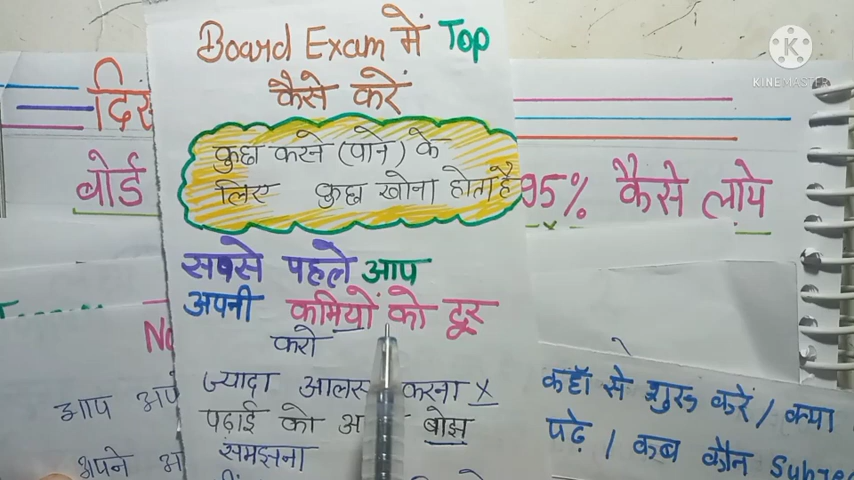 Board Exam में Top
कैसे करें
कुछ करने (पाने) के
लिए कुछ खोना होता है
सबसे पहले आप
अपनी कमियों को दूर
करो
ज्यादा आलस करना x
पढ़ाई को बोझ
समझना
बोर्ड
95% कैसे लाये
No
आप
अपने
कहाँ से शुरू करें / क्या
पढ़े / कब कौन
KINEMASTER